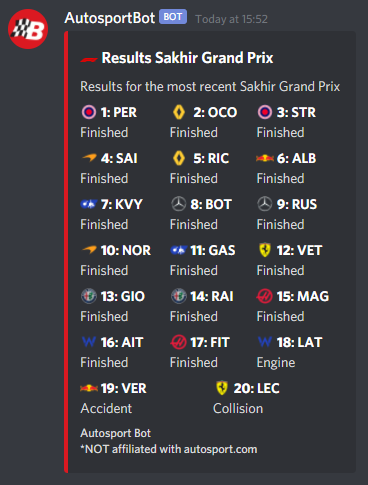 AutosportBot BOT Today at 15:52
Results Sakhir Grand Prix
Results for the most recent Sakhir Grand Prix
1: PER 2: OCO 3: STR
Finished Finished Finished
4: SAI 5: RIC 6: ALB
Finished Finished Finished
7: KVY 8: BOT 9: RUS
Finished Finished Finished
10: NOR 11: GAS 12: VET
Finished Finished Finished
13: GIO 14: RAI 15: MAG
Finished Finished Finished
16: AIT 17: FIT 18: LAT
Finished Finished Engine
19: VER 20: LEC
Accident Collision
Autosport Bot
*NOT affiliated with autosport.com